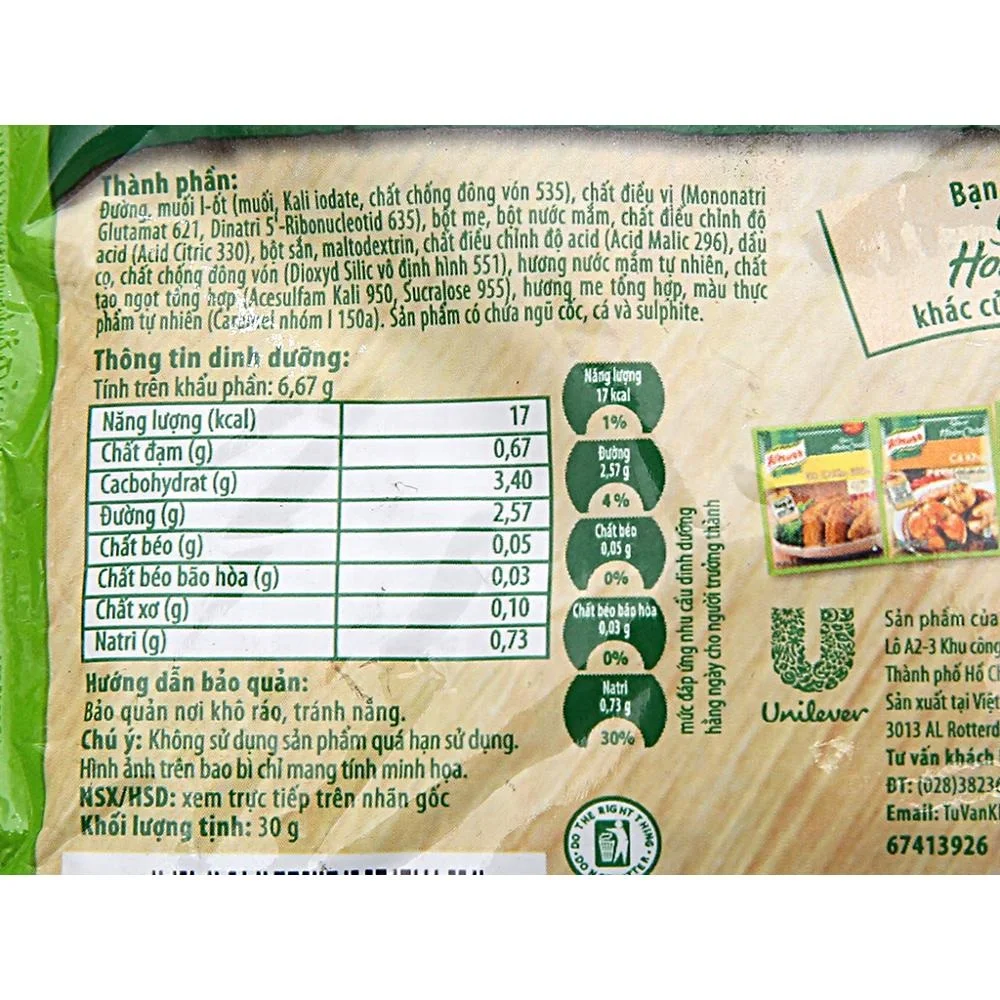 Thành phần:
Đường, muối I-ốt (muối, Kali iodate, chất chống đông vón 535), chất điều vị (Mononatri
Glutamat 621, Dinatri 5'-Ribonucleotid 635), bột me, bột nước mắm, chất điều chỉnh độ
acid (Acid Citric 330), bột sắn, maltodextrin, chất điều chỉnh độ acid (Acid Malic 296), dầu
cọ, chất chống đông vón (Dioxyd Silic vô định hình 551), hương nước mắm tự nhiên, chất
tạo ngọt tổng hợp (Acesulfam Kali 950, Sucralose 955), hương me tổng hợp, màu thực
phẩm tự nhiên (Caramel nhóm I 150a). Sản phẩm có chứa ngũ cốc, cá và sulphite.
Thông tin dinh dưỡng:
Tính trên khẩu phần: 6,67 g
Năng lượng (kcal) 17
Chất đạm (g) 0,67
Cacbohydrat (g) 3,40
Đường (g) 2,57
Chất béo (g) 0,05
Chất béo bão hòa (g) 0,03
Chất xơ (g) 0,10
Natri (g) 0,73
Hướng dẫn bảo quản:
Bảo quản nơi khô ráo, tránh nắng.
Chú ý: Không sử dụng sản phẩm quá hạn sử dụng.
Hình ảnh trên bao bì chỉ mang tính minh họa.
NSX/HSD: xem trực tiếp trên nhãn gốc
Khối lượng tịnh: 30 g
Năng lượng
17 kcal
1%
Đường
2,57 g
4%
Chất béo
0,05 g
0%
Chất béo bão hòa
0,03 g
0%
Natri
0,73 g
30%
mức đáp ứng nhu cầu dinh dưỡng
hằng ngày cho người trưởng thành
DO THE RIGHT THING
Bạn
khác
Knorr
Knorr
Unilever
Sản phẩm của
Lô A2-3 Khu công
Thành phố Hồ
Sản xuất tại Việt
3013 AL Rotterd
Tư vấn khách
ĐT: (028)3823
Email:
67413926